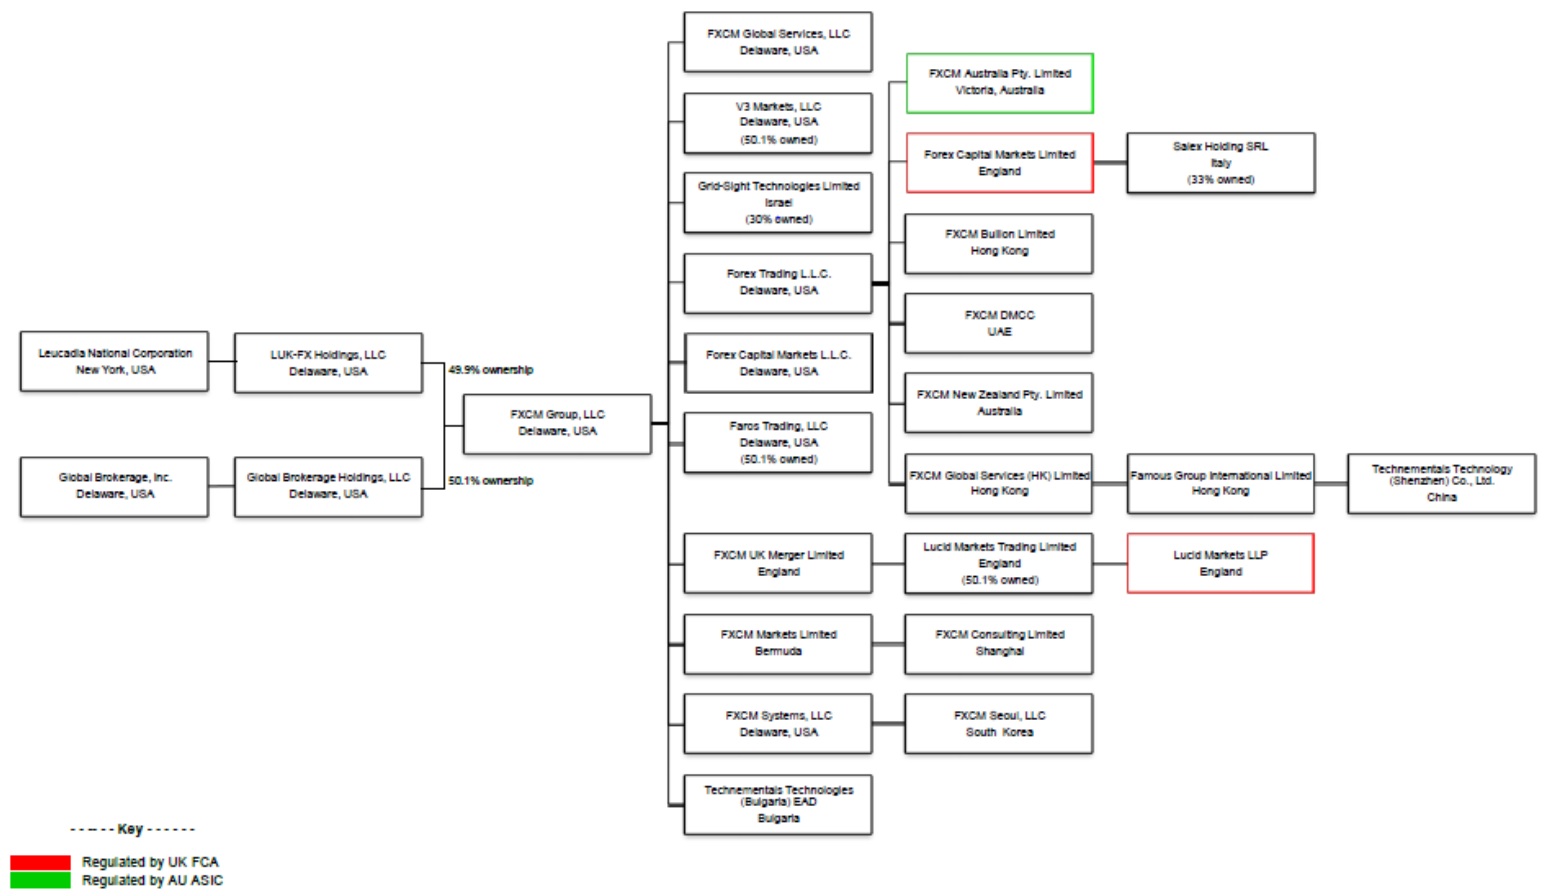 FXCM Global Services, LLC
Delaware, USA
V3 Markets, LLC
Delaware, USA
(50.1% owned)
Grid-Sight Technologies Limited
Israel
(30% owned)
Forex Trading L.L.C.
Delaware, USA
Forex Capital Markets L.L.C.
Delaware, USA
Faros Trading, LLC
Delaware, USA
(50.1% owned)
FXCM UK Merger Limited
England
FXCM Markets Limited
Bermuda
FXCM Systems, LLC
Delaware, USA
Technementals Technologies
(Bulgaria) EAD
Bulgaria
FXCM Australia Pty. Limited
Victoria, Australia
Forex Capital Markets Limited
England
Salex Holding SRL
Italy
(33% owned)
FXCM Bullion Limited
Hong Kong
FXCM DMCC
UAE
FXCM New Zealand Pty. Limited
Australia
FXCM Global Services (HK) Limited
Hong Kong
Famous Group International Limited
Hong Kong
Technementals Technology
(Shenzhen) Co., Ltd.
China
Lucid Markets Trading Limited
England
(50.1% owned)
Lucid Markets LLP
England
FXCM Consulting Limited
Shanghai
FXCM Seoul, LLC
South Korea
Leucadia National Corporation
New York, USA
LUK-FX Holdings, LLC
Delaware, USA
49.9% ownership
FXCM Group, LLC
Delaware, USA
Global Brokerage, Inc.
Delaware, USA
Global Brokerage Holdings, LLC
Delaware, USA
50.1% ownership
- - - - - - Key - - - - - -
Regulated by UK FCA
Regulated by AU ASIC